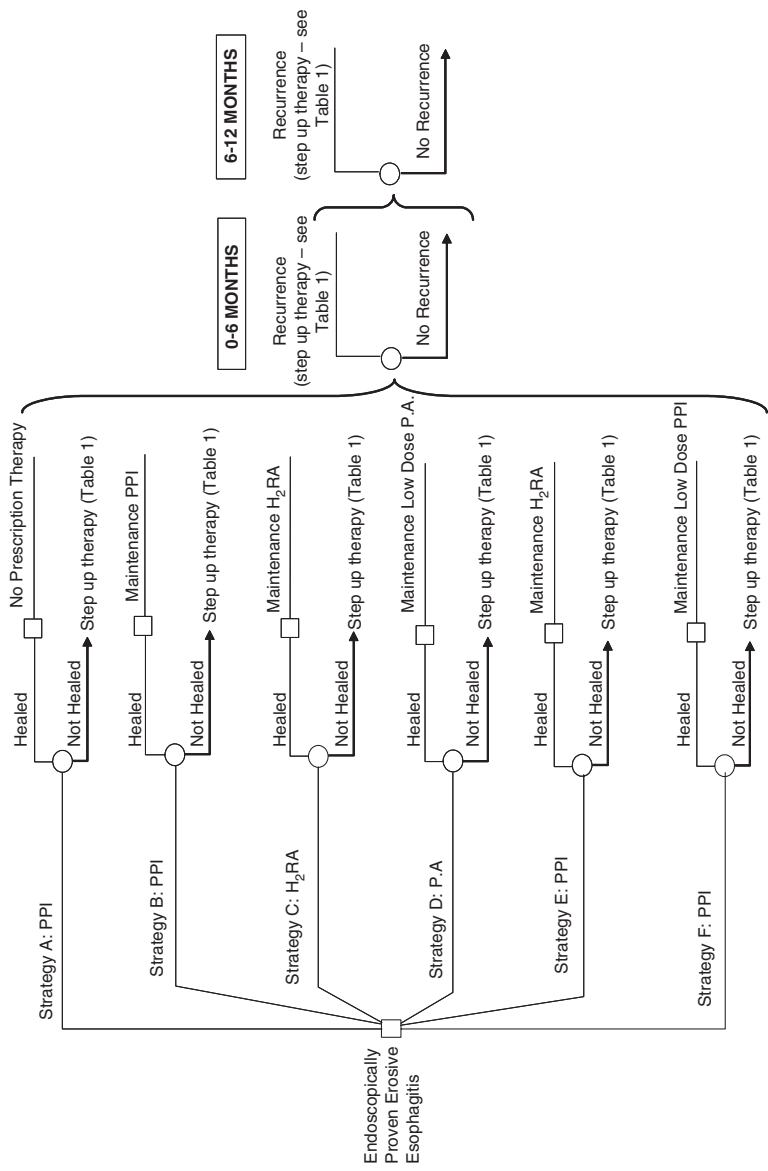 Endoscopically
Proven Erosive
Esophagitis
Strategy A: PPI
Healed
No Prescription Therapy
Not Healed
Step up therapy (Table 1)
Strategy B: PPI
Healed
Maintenance PPI
Not Healed
Step up therapy (Table 1)
Strategy C: H₂RA
Healed
Maintenance H₂RA
Not Healed
Step up therapy (Table 1)
Strategy D: P.A
Healed
Maintenance Low Dose P.A.
Not Healed
Step up therapy (Table 1)
Strategy E: PPI
Healed
Maintenance H₂RA
Not Healed
Step up therapy (Table 1)
Strategy F: PPI
Healed
Maintenance Low Dose PPI
Not Healed
Step up therapy (Table 1)
0-6 MONTHS
Recurrence
(step up therapy – see
Table 1)
No Recurrence
6-12 MONTHS
Recurrence
(step up therapy – see
Table 1)
No Recurrence